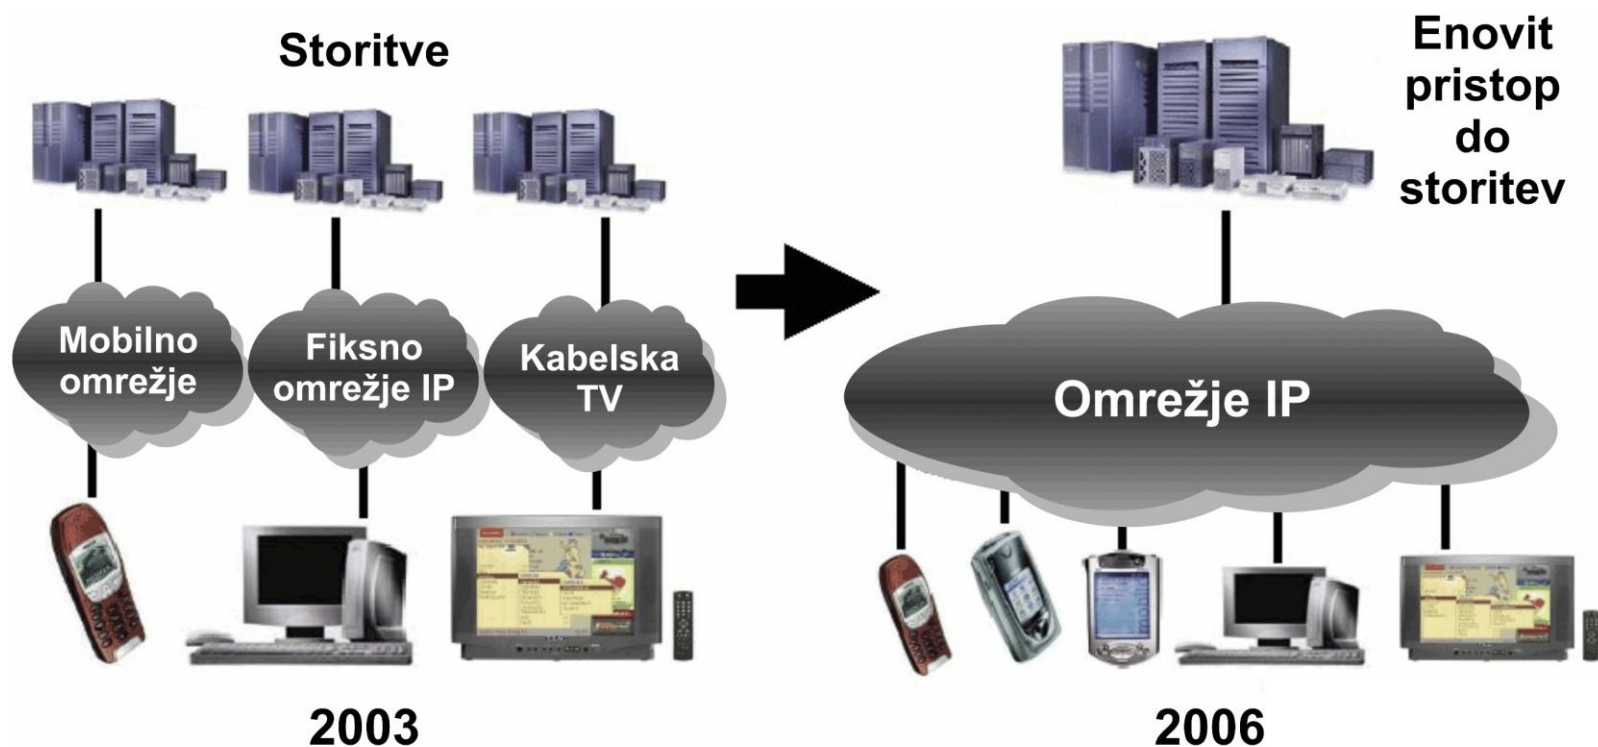 Storitve
Mobilno
omrežje
Fiksno
omrežje IP
Kabelska
TV
2003
Enovit
pristop
do
storitev
Omrežje IP
2006